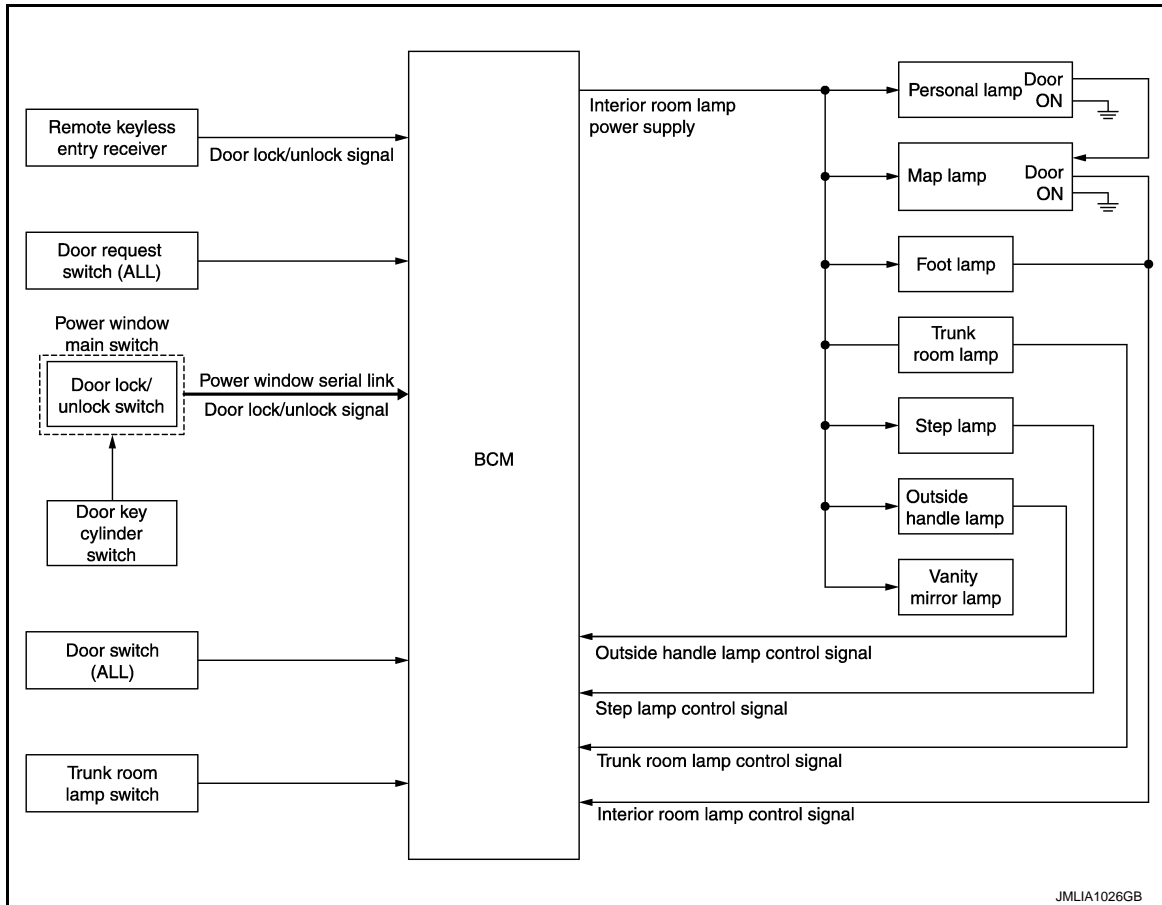 Remote keyless
entry receiver
Door lock/unlock signal
Door request
switch (ALL)
Power window
main switch
Door lock/
unlock switch
Power window serial link
Door lock/unlock signal
Door key
cylinder
switch
Door switch
(ALL)
Trunk room
lamp switch
BCM
Interior room lamp
power supply
Personal lamp
Door
ON
Map lamp
Door
ON
Foot lamp
Trunk
room lamp
Step lamp
Outside
handle lamp
Vanity
mirror lamp
Outside handle lamp control signal
Step lamp control signal
Trunk room lamp control signal
Interior room lamp control signal
JMLIA1026GB